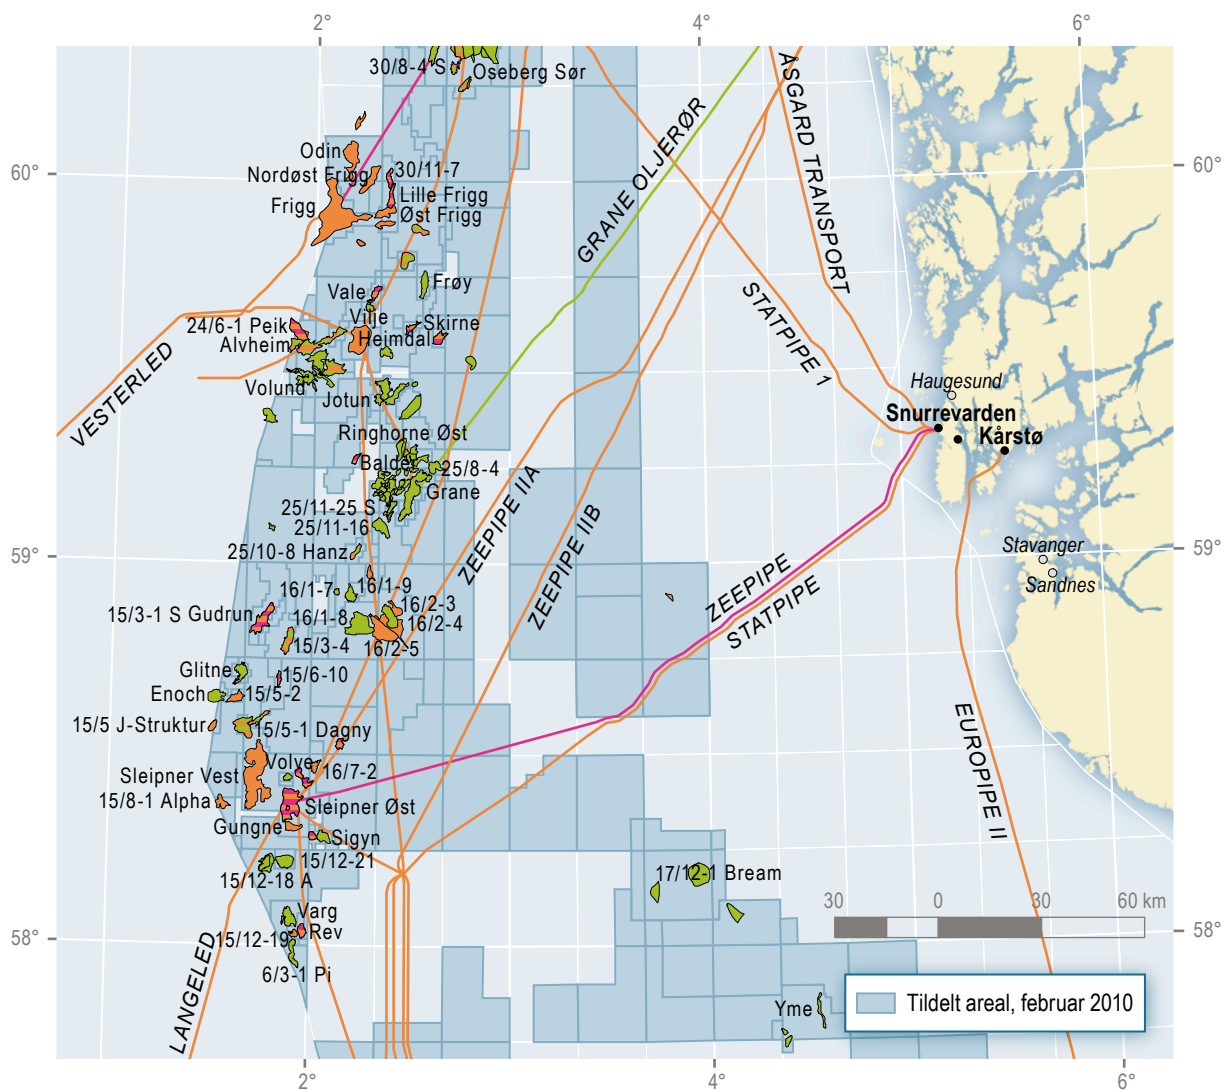 2°
4°
6°
30/8-4 S
Oseberg Sør
ÅSGARD TRANSPORT
Odin
60°
60°
Nordøst Frigg
30/11-7
Lille Frigg
Frigg
Øst Frigg
GRANE OLJERØR
Frøy
Vale
STATPIPE 1
24/6-1 Peik
Vilje
Skirne
Alvheim
Heimdal
VESTERLED
Volund
Jotun
Haugesund
Snurrevarden
Kårstø
Ringhorne Øst
Balder
25/8-4
Grane
25/11-25 S
25/11-16
ZEEPIPE IIA
ZEEPIPE IIB
59°
59°
25/10-8 Hanz
Stavanger
Sandnes
16/1-7
16/1-9
ZEEPIPE
STATPIPE
15/3-1 S Gudrun
16/1-8
16/2-3
16/2-4
15/3-4
16/2-5
Glitne
15/6-10
Enoch
15/5-2
15/5 J-Struktur
15/5-1 Dagny
EUROPIPE II
Volve
16/7-2
Sleipner Vest
15/8-1 Alpha
Sleipner Øst
Gungne
Sigyn
15/12-21
15/12-18 A
17/12-1 Bream
30
0
30
60 km
Varg
Rev
15/12-19
58°
58°
6/3-1 Pi
LANGELED
Yme
Tildelt areal, februar 2010
2°
4°
6°